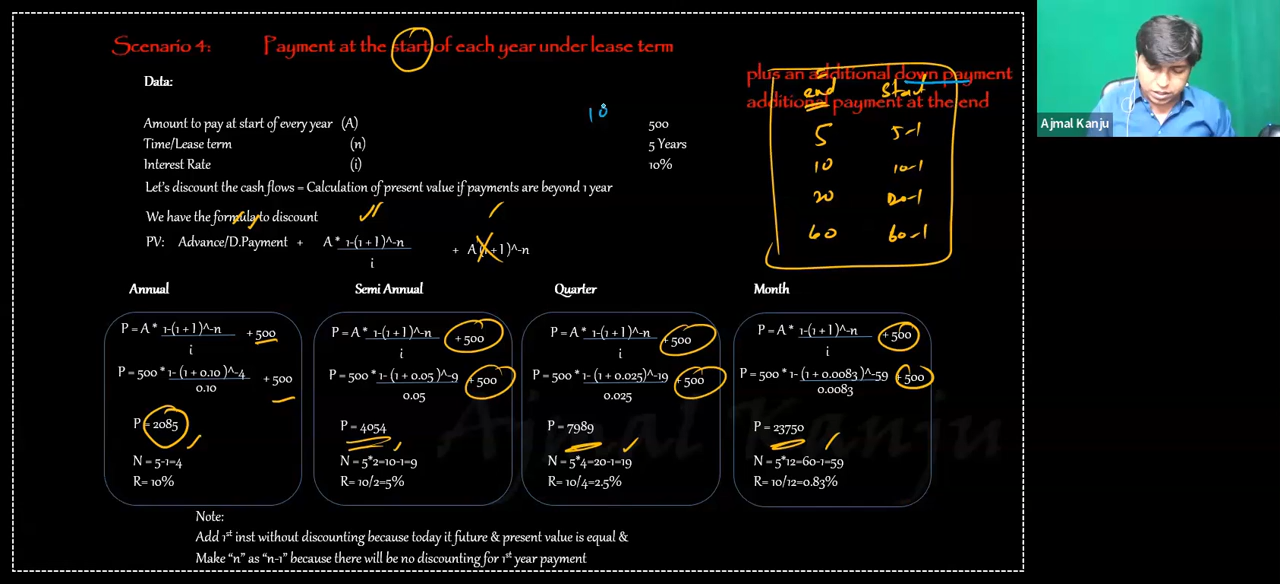 Scenario 4: Payment at the start of each year under lease term
plus an additional down payment
additional payment at the end
Data:
Amount to pay at start of every year (A) 500
Time/Lease term (n) 5 Years
Interest Rate (i) 10%
Let's discount the cash flows = Calculation of present value if payments are beyond 1 year
We have the formula to discount
PV: Advance/D.Payment + A * 1-(1+1)^-n + A(1+1)^-n
i
end start
5 5-1
10 10-1
20 20-1
60 60-1
10
Ajmal Kanju
Annual
P = A * 1-(1+1)^-n + 500
i
P = 500 * 1-(1+0.10)^-4 + 500
0.10
P = 2085
N = 5-1=4
R= 10%
Semi Annual
P = A * 1-(1+1)^-n + 500
i
P = 500 * 1-(1+0.05)^-9 + 500
0.05
P = 4054
N = 5*2=10-1=9
R= 10/2=5%
Quarter
P = A * 1-(1+1)^-n + 500
i
P = 500 * 1-(1+0.025)^-19 + 500
0.025
P = 7989
N = 5*4=20-1=19
R= 10/4=2.5%
Month
P = A * 1-(1+1)^-n + 500
i
P = 500 * 1-(1+0.0083)^-59 + 500
0.0083
P = 23750
N = 5*12=60-1=59
R= 10/12=0.83%
Ajmal Kanju
Note:
Add 1st inst without discounting because today it future & present value is equal &
Make "n" as "n-1" because there will be no discounting for 1st year payment